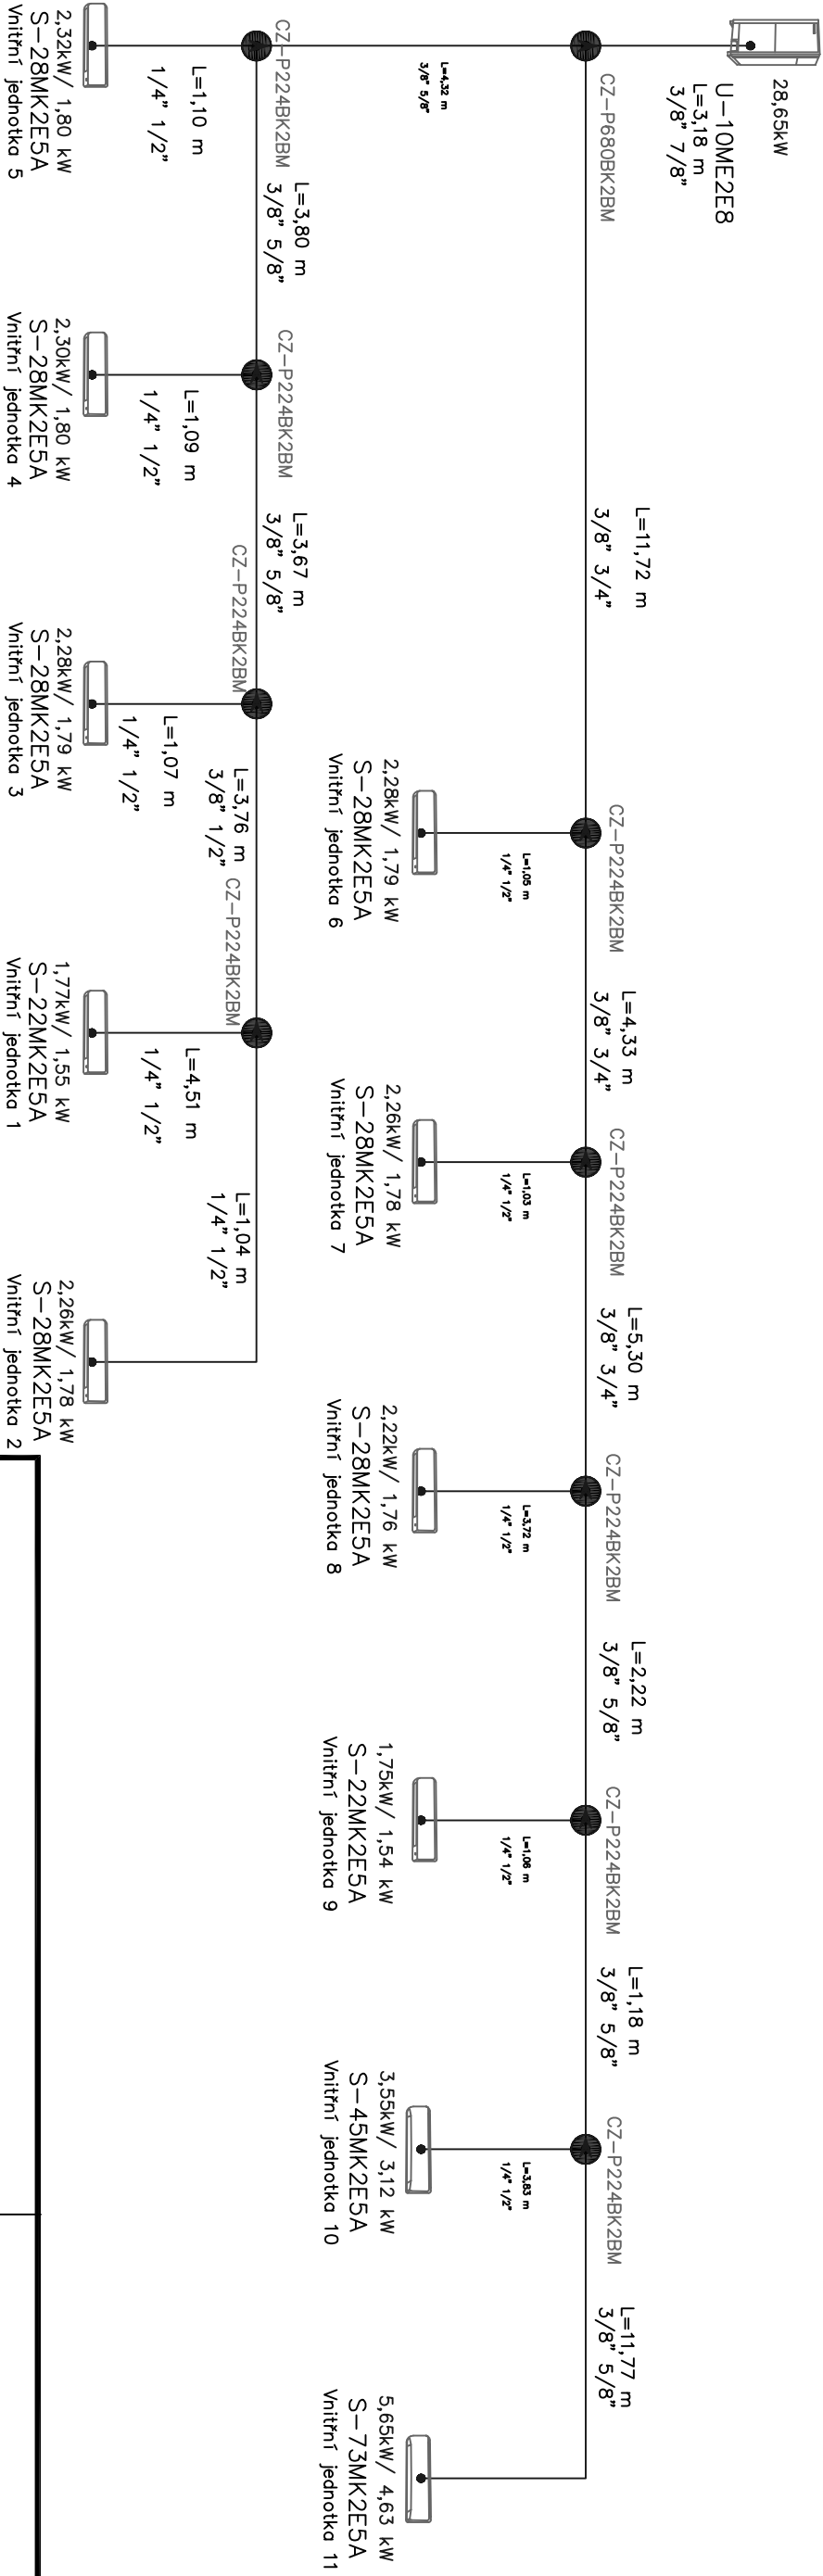 28,65kW
U-10ME2E8
L=3,18 m
3/8" 7/8"
CZ-P680BK2BM
L=11,72 m
3/8" 3/4"
CZ-P224BK2BM
L=4,33 m
3/8" 3/4"
CZ-P224BK2BM
L=5,30 m
3/8" 3/4"
CZ-P224BK2BM
L=2,22 m
3/8" 5/8"
CZ-P224BK2BM
L=1,18 m
3/8" 5/8"
CZ-P224BK2BM
L=11,77 m
3/8" 5/8"
L=1,05 m
1/4" 1/2"
L=1,03 m
1/4" 1/2"
L=3,72 m
1/4" 1/2"
L=1,06 m
1/4" 1/2"
L=3,83 m
1/4" 1/2"
2,28kW/ 1,79 kW
S-28MK2E5A
Vnitřní jednotka 6
2,26kW/ 1,78 kW
S-28MK2E5A
Vnitřní jednotka 7
2,22kW/ 1,76 kW
S-28MK2E5A
Vnitřní jednotka 8
1,75kW/ 1,54 kW
S-22MK2E5A
Vnitřní jednotka 9
3,55kW/ 3,12 kW
S-45MK2E5A
Vnitřní jednotka 10
5,65kW/ 4,63 kW
S-73MK2E5A
Vnitřní jednotka 11
L=4,32 m
3/8" 5/8"
CZ-P224BK2BM
L=3,80 m
3/8" 5/8"
CZ-P224BK2BM
L=3,67 m
3/8" 5/8"
CZ-P224BK2BM
L=3,76 m
3/8" 1/2"
CZ-P224BK2BM
L=1,04 m
1/4" 1/2"
L=1,10 m
1/4" 1/2"
L=1,09 m
1/4" 1/2"
L=1,07 m
1/4" 1/2"
L=4,51 m
1/4" 1/2"
2,32kW/ 1,80 kW
S-28MK2E5A
Vnitřní jednotka 5
2,30kW/ 1,80 kW
S-28MK2E5A
Vnitřní jednotka 4
2,28kW/ 1,79 kW
S-28MK2E5A
Vnitřní jednotka 3
1,77kW/ 1,55 kW
S-22MK2E5A
Vnitřní jednotka 1
2,26kW/ 1,78 kW
S-28MK2E5A
Vnitřní jednotka 2